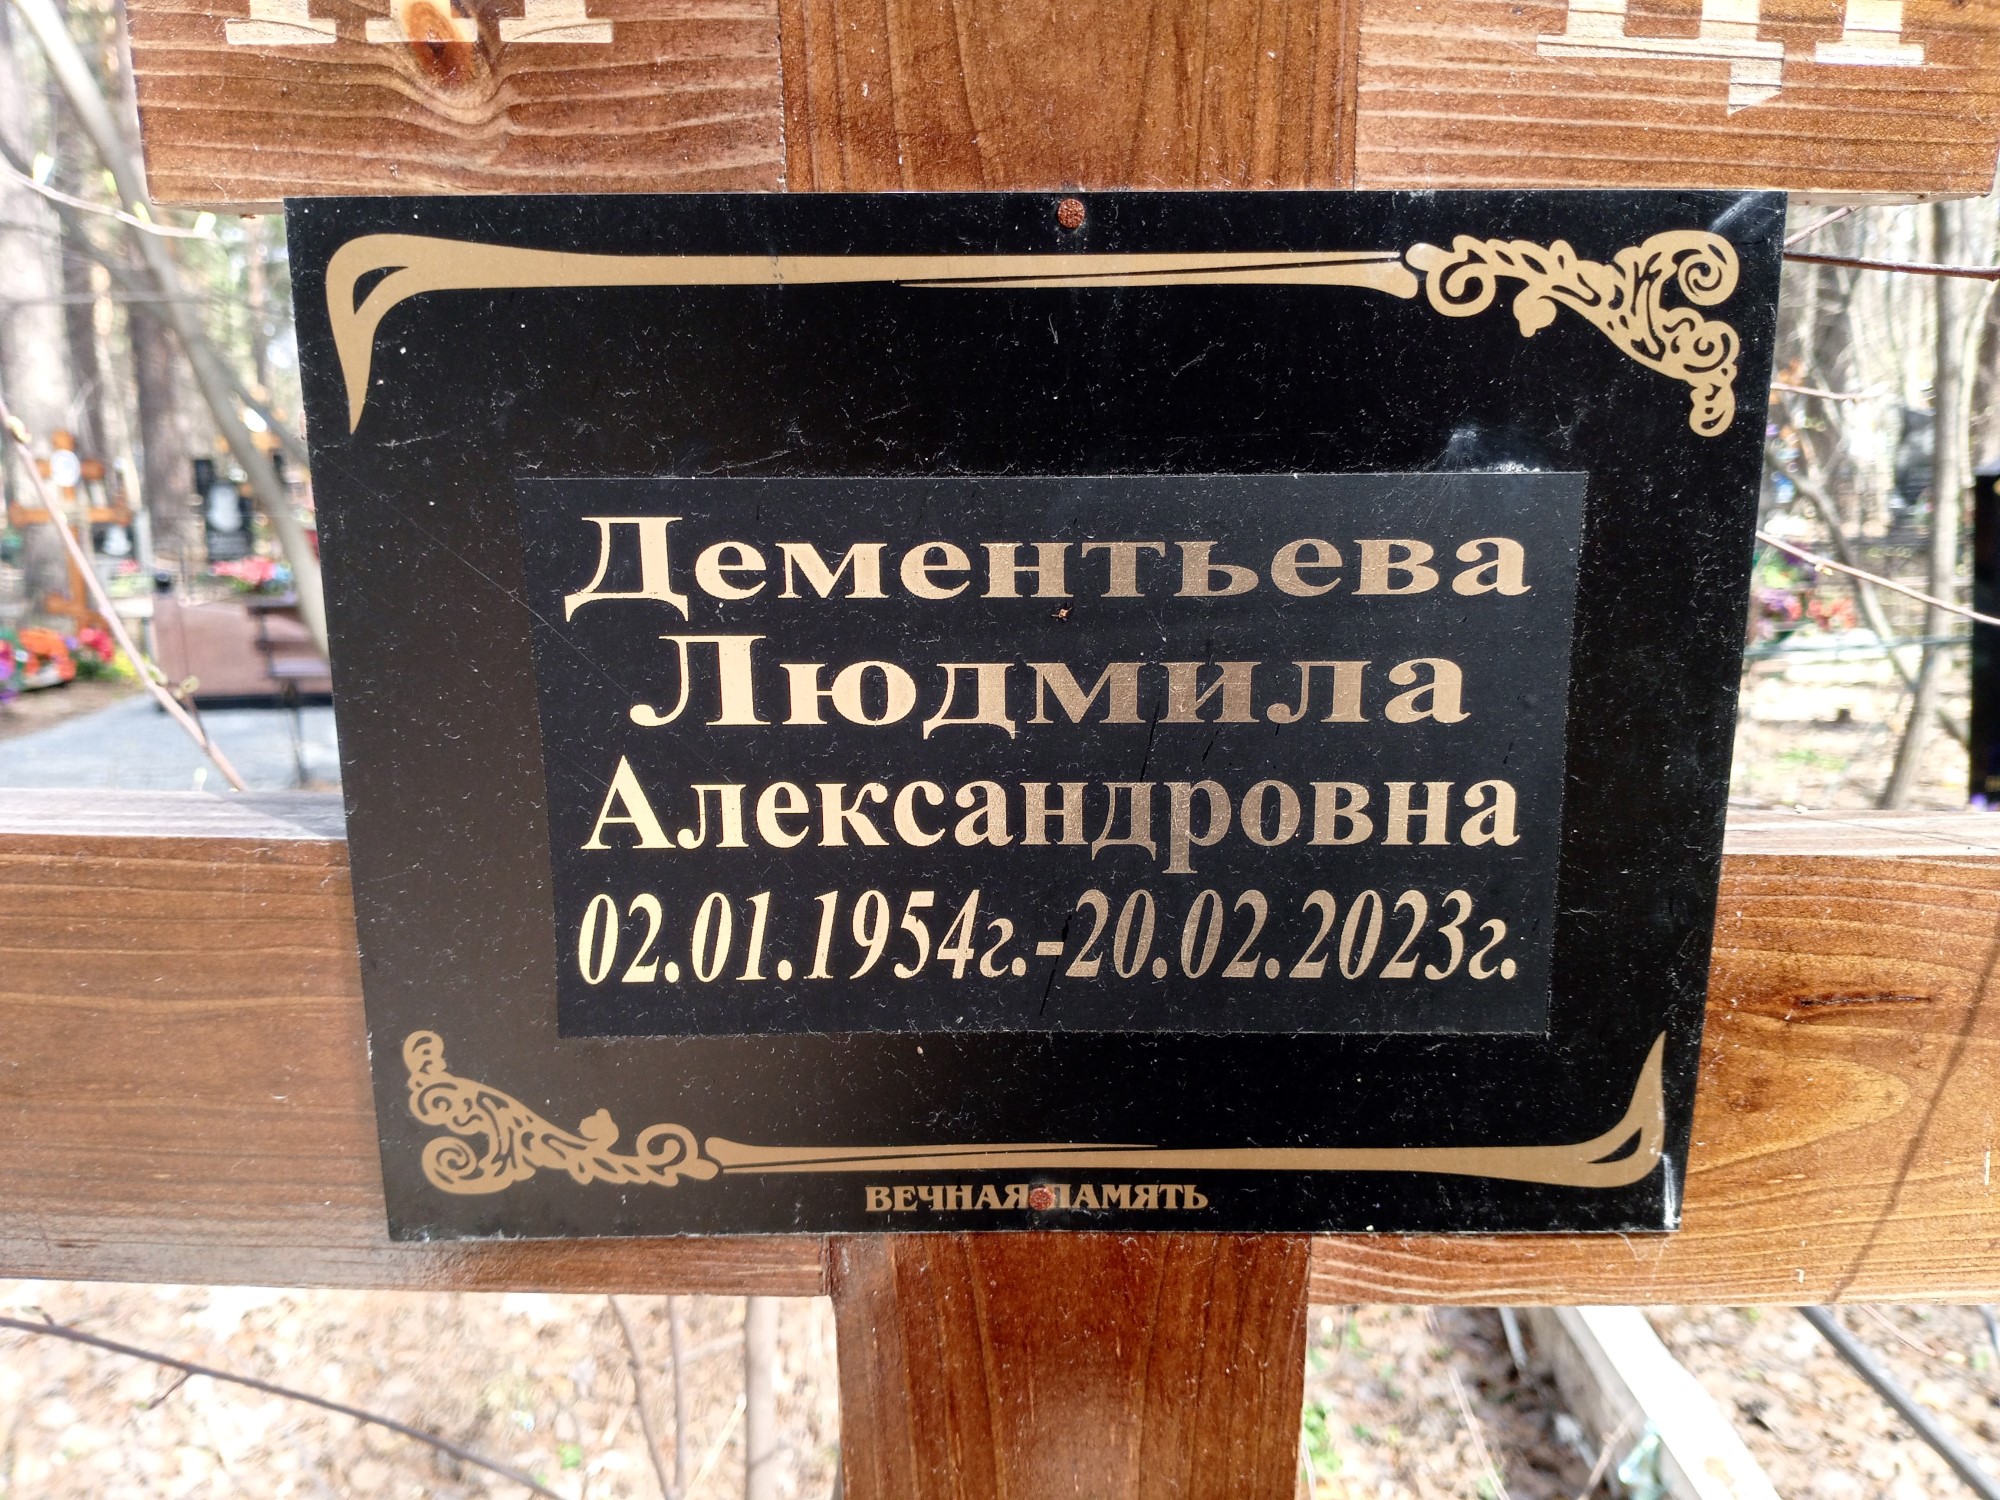 Дементьева
Людмила
Александровна
02.01.1954г.-20.02.2023г.
ВЕЧНАЯ ПАМЯТЬ